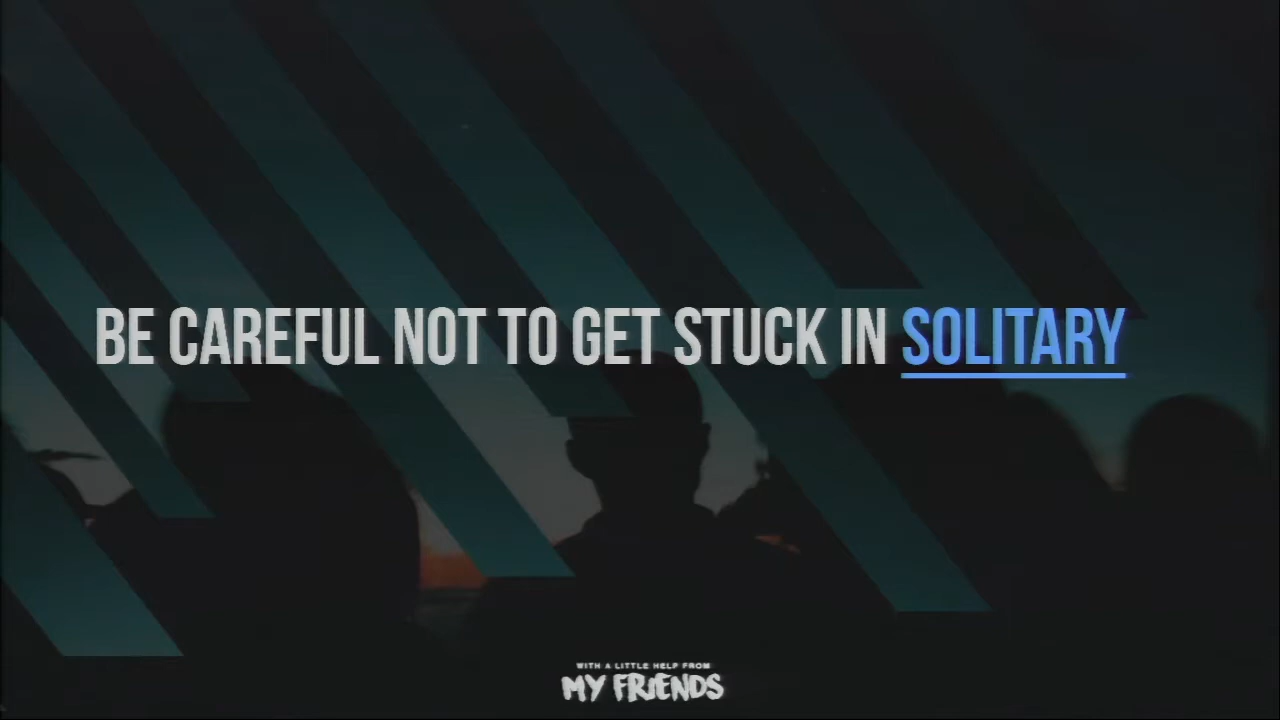 BE CAREFUL NOT TO GET STUCK IN SOLITARY
WITH A LITTLE HELP FROM
MY FRIENDS